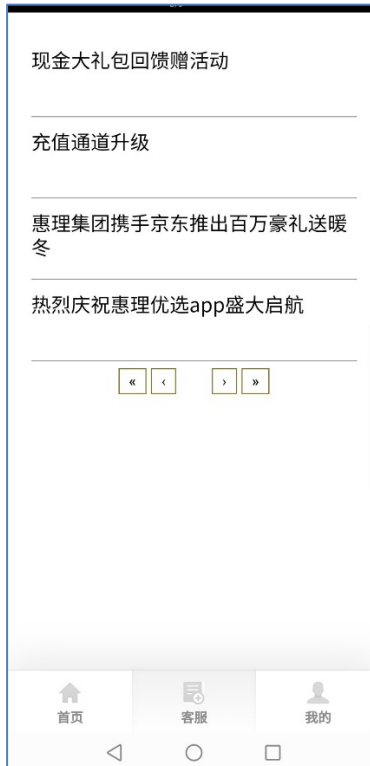 现金大礼包回馈赠活动
充值通道升级
惠理集团携手京东推出百万豪礼送暖
冬
热烈庆祝惠理优选app盛大启航
« ‹ › »
首页 客服 我的